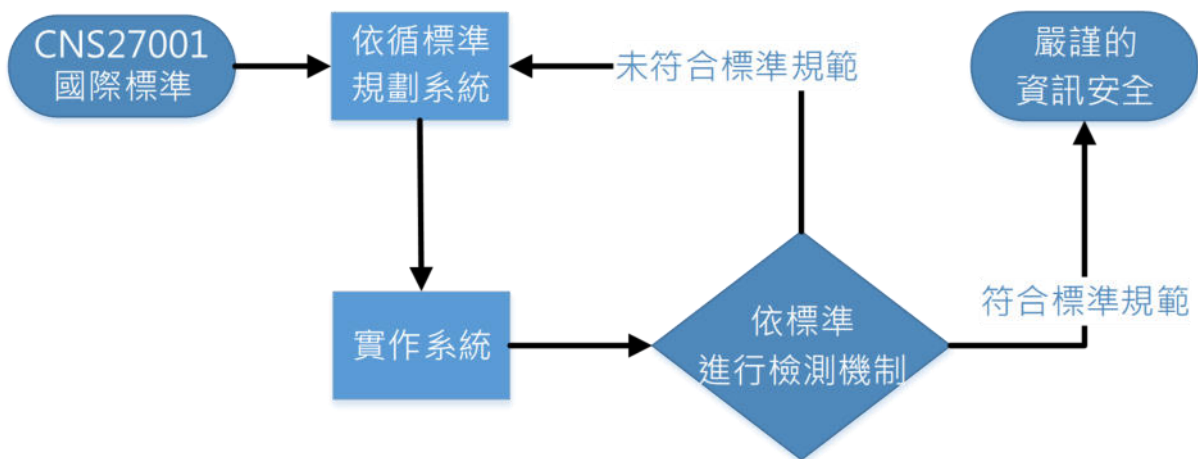 CNS27001
國際標準
依循標準
規劃系統
未符合標準規範
嚴謹的
資訊安全
符合標準規範
實作系統
依標準
進行檢測機制